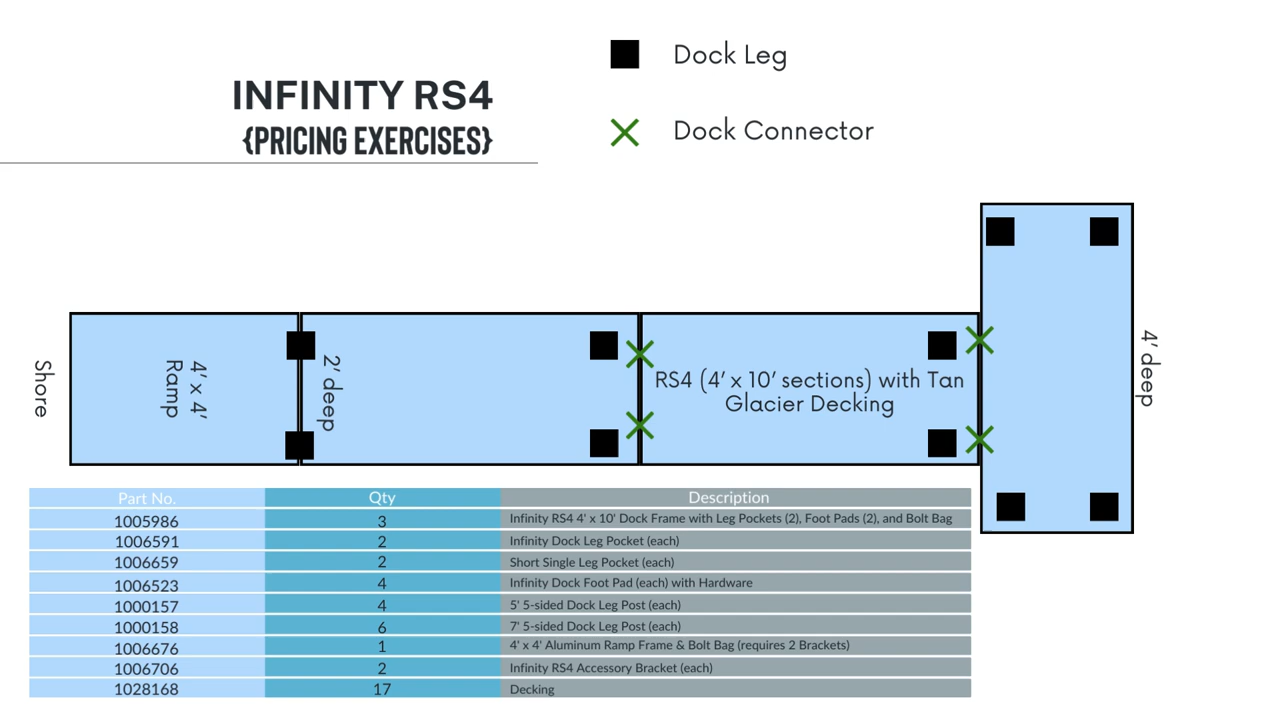 INFINITY RS4
{PRICING EXERCISES}
Dock Leg
Dock Connector
Shore
4' x 4'
Ramp
2' deep
RS4 (4' x 10' sections) with Tan
Glacier Decking
4' deep
Part No. Qty Description
1005986 3 Infinity RS4 4' x 10' Dock Frame with Leg Pockets (2), Foot Pads (2), and Bolt Bag
1006591 2 Infinity Dock Leg Pocket (each)
1006659 2 Short Single Leg Pocket (each)
1006523 4 Infinity Dock Foot Pad (each) with Hardware
1000157 4 5' 5-sided Dock Leg Post (each)
1000158 6 7' 5-sided Dock Leg Post (each)
1006676 1 4' x 4' Aluminum Ramp Frame & Bolt Bag (requires 2 Brackets)
1006706 2 Infinity RS4 Accessory Bracket (each)
1028168 17 Decking